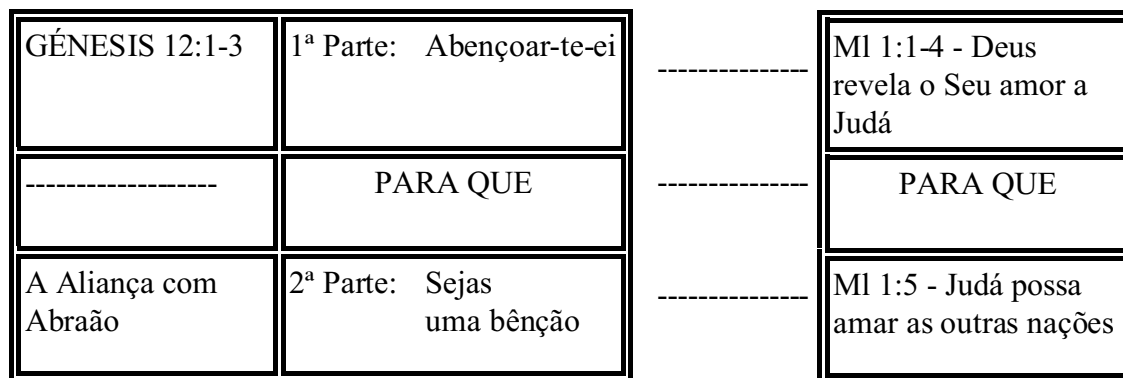 GÉNESIS 12:1-3
1ª Parte: Abençoar-te-ei
---------------
Ml 1:1-4 - Deus
revela o Seu amor a
Judá
-------------------
PARA QUE
---------------
PARA QUE
A Aliança com
Abraão
2ª Parte: Sejas
uma bênção
---------------
Ml 1:5 - Judá possa
amar as outras nações